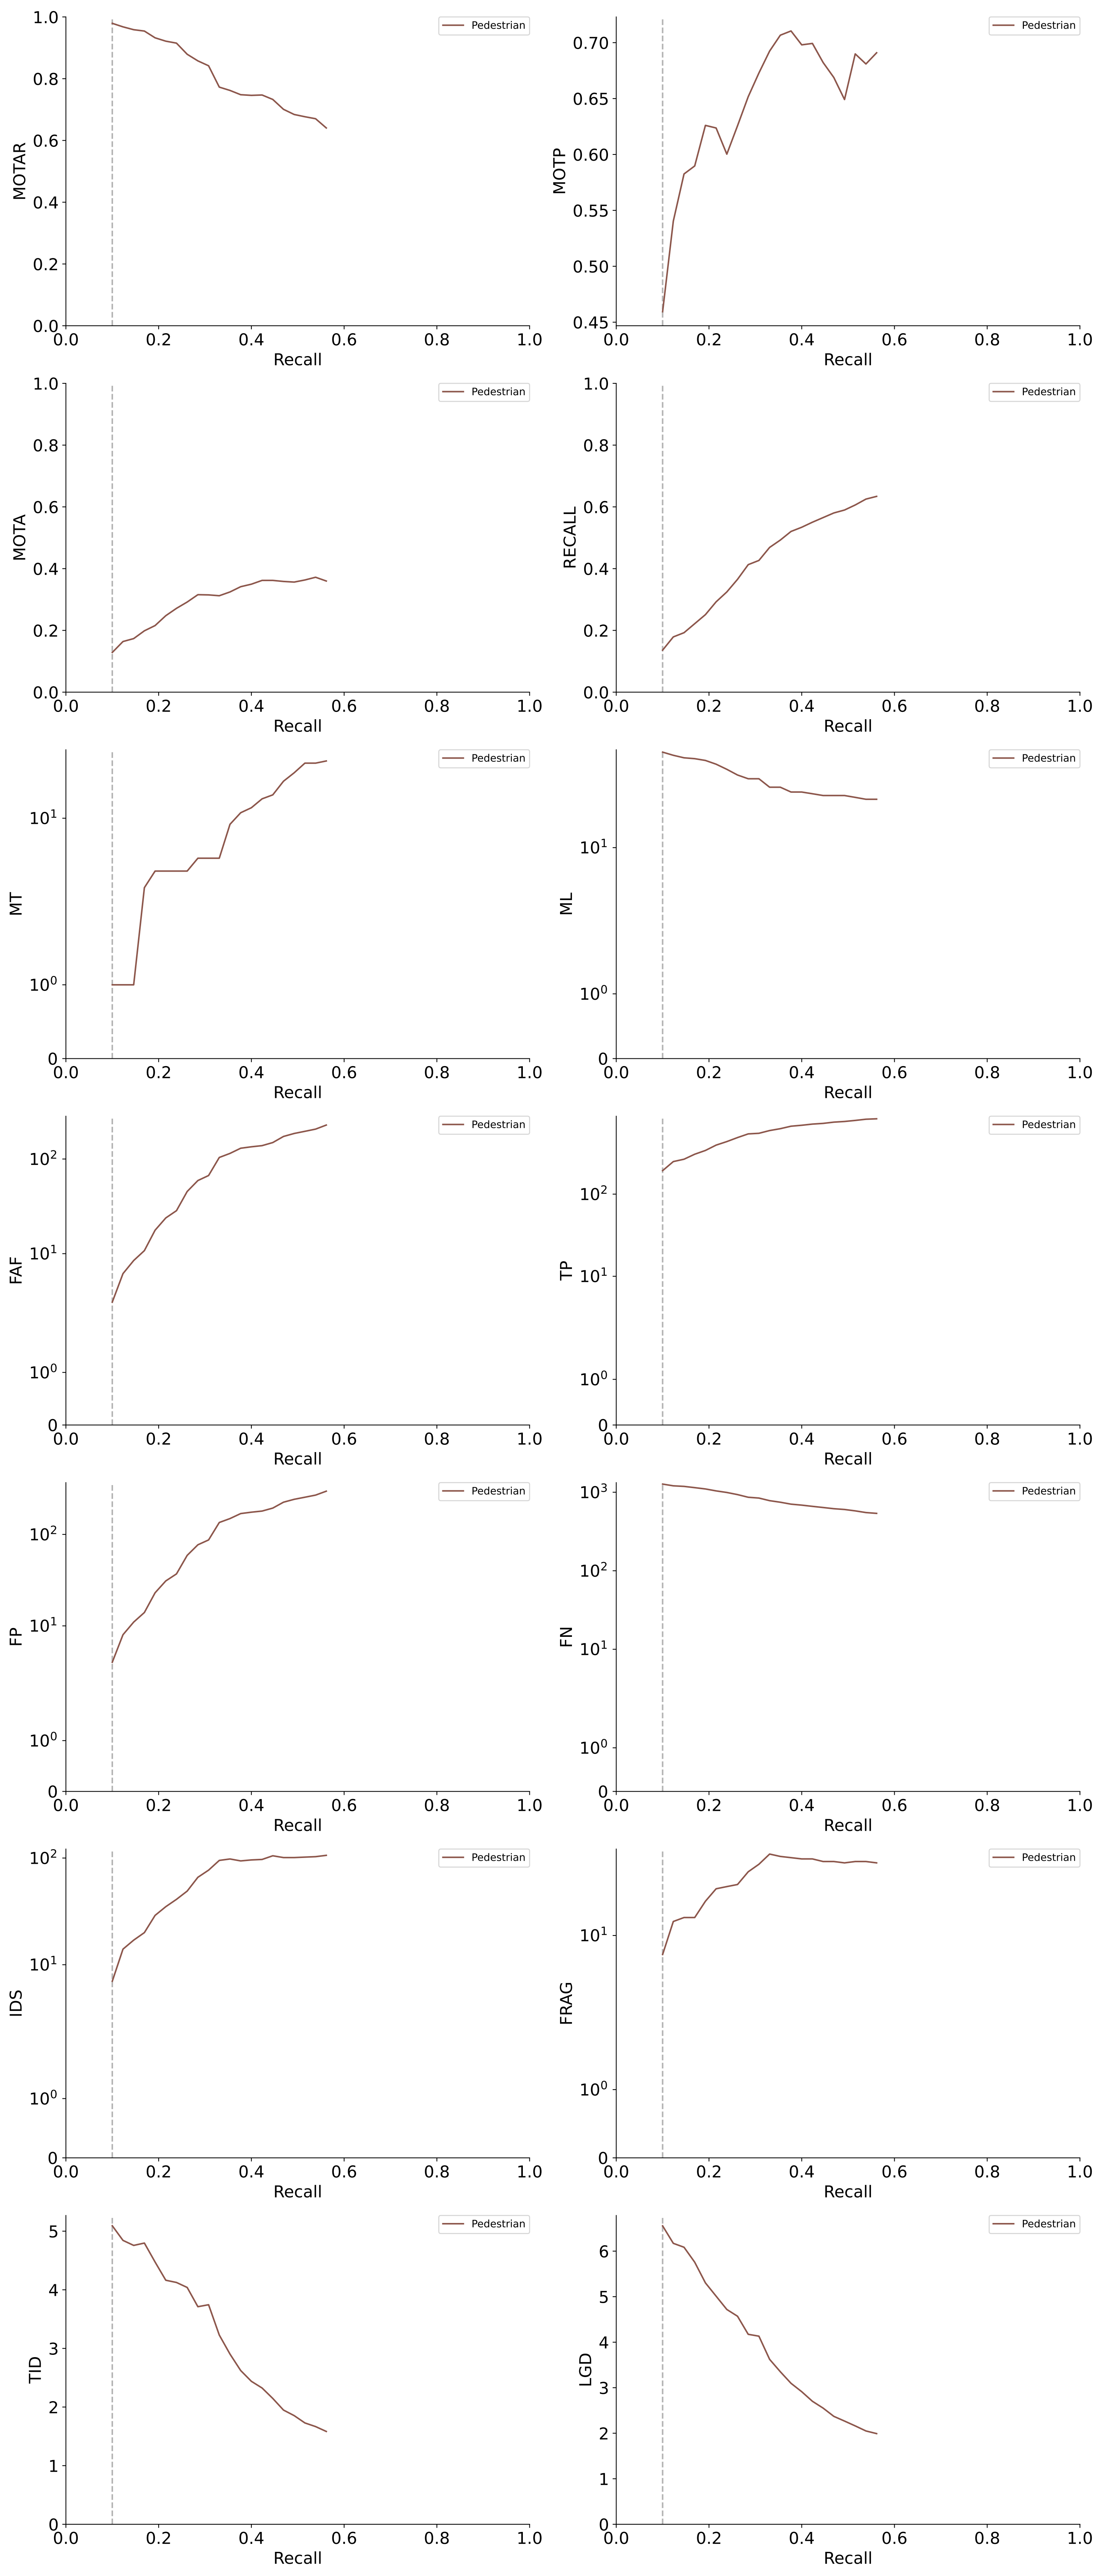 Pedestrian
MOTAR
1.0
0.8
0.6
0.4
0.2
0.0
0.0 0.2 0.4 0.6 0.8 1.0
Recall
Pedestrian
MOTP
0.70
0.65
0.60
0.55
0.50
0.45
0.0 0.2 0.4 0.6 0.8 1.0
Recall
Pedestrian
MOTA
1.0
0.8
0.6
0.4
0.2
0.0
0.0 0.2 0.4 0.6 0.8 1.0
Recall
Pedestrian
RECALL
1.0
0.8
0.6
0.4
0.2
0.0
0.0 0.2 0.4 0.6 0.8 1.0
Recall
Pedestrian
MT
10¹
10⁰
0
0.0 0.2 0.4 0.6 0.8 1.0
Recall
Pedestrian
ML
10¹
10⁰
0
0.0 0.2 0.4 0.6 0.8 1.0
Recall
Pedestrian
FAF
10²
10¹
10⁰
0
0.0 0.2 0.4 0.6 0.8 1.0
Recall
Pedestrian
TP
10²
10¹
10⁰
0
0.0 0.2 0.4 0.6 0.8 1.0
Recall
Pedestrian
FP
10²
10¹
10⁰
0
0.0 0.2 0.4 0.6 0.8 1.0
Recall
Pedestrian
FN
10³
10²
10¹
10⁰
0
0.0 0.2 0.4 0.6 0.8 1.0
Recall
Pedestrian
IDS
10²
10¹
10⁰
0
0.0 0.2 0.4 0.6 0.8 1.0
Recall
Pedestrian
FRAG
10¹
10⁰
0
0.0 0.2 0.4 0.6 0.8 1.0
Recall
Pedestrian
TID
5
4
3
2
1
0
0.0 0.2 0.4 0.6 0.8 1.0
Recall
Pedestrian
LGD
6
5
4
3
2
1
0
0.0 0.2 0.4 0.6 0.8 1.0
Recall